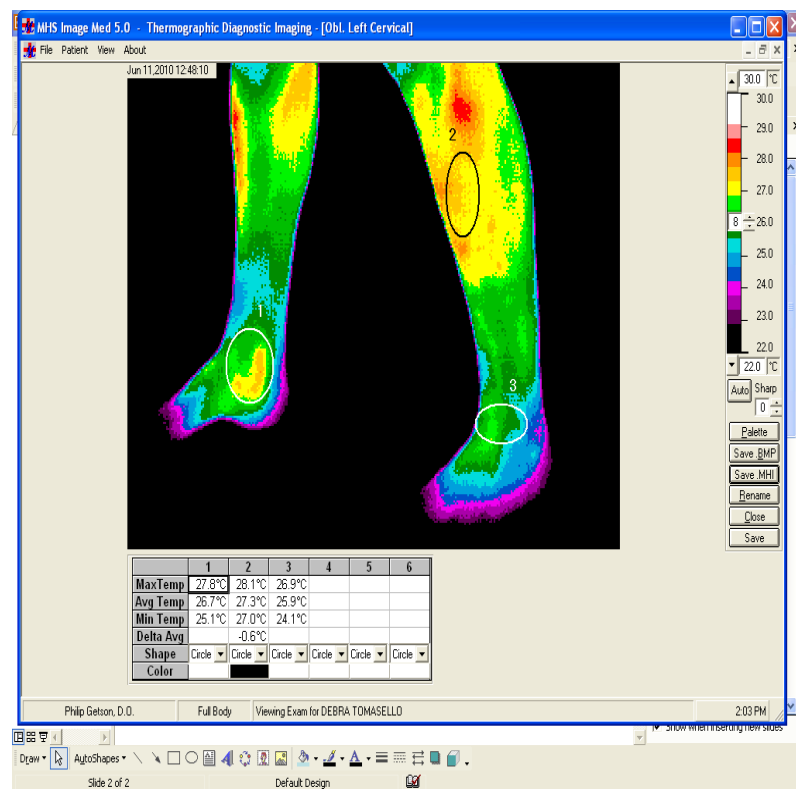 MHS Image Med 5.0 - Thermographic Diagnostic Imaging - [Obl. Left Cervical]
File Patient View About
Jun 11,2010 12:48:10
30.0 °C
30.0
29.0
28.0
27.0
8 26.0
25.0
24.0
23.0
22.0
22.0 °C
Auto Sharp
0
Palette
Save .BMP
Save .MHI
Rename
Close
Save
2
1
3
1 2 3 4 5 6
MaxTemp 27.8°C 28.1°C 26.9°C
Avg Temp 26.7°C 27.3°C 25.9°C
Min Temp 25.1°C 27.0°C 24.1°C
Delta Avg -0.6°C
Shape Circle Circle Circle Circle Circle Circle
Color
Philip Getson, D.O. Full Body Viewing Exam for DEBRA TOMASELLO 2:03 PM
Show when inserting new slides
Draw AutoShapes A A
Slide 2 of 2 Default Design